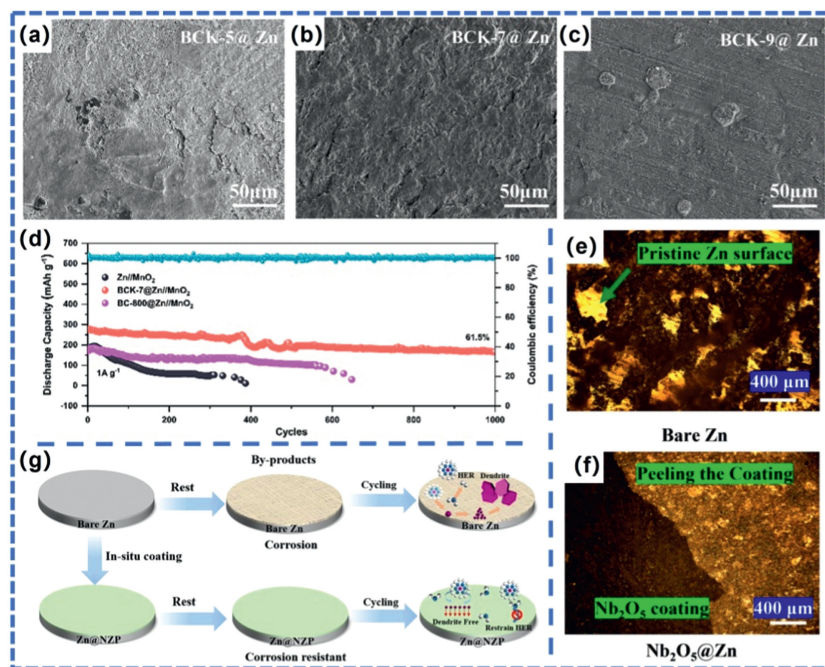 (a)
BCK-5@ Zn
50μm
(b)
BCK-7@ Zn
50μm
(c)
BCK-9@ Zn
50μm
(d)
700
600
500
400
300
200
100
0
-100
Discharge Capacity (mAh g⁻¹)
Zn//MnO₂
BCK-7@Zn//MnO₂
BC-600@Zn//MnO₂
1A g⁻¹
61.5%
100
80
60
40
20
0
Coulombic efficiency (%)
0 200 400 600 800 1000
Cycles
(e)
Pristine Zn surface
400 μm
Bare Zn
(f)
Peeling the Coating
Nb₂O₅ coating
400 μm
Nb₂O₅@Zn
(g)
By-products
Bare Zn
Rest
Bare Zn
Corrosion
Cycling
HER
Dendrite
Bare Zn
In-situ coating
Zn@NZP
Rest
Zn@NZP
Corrosion resistant
Cycling
Dendrite Free
Restrain HER
Zn@NZP